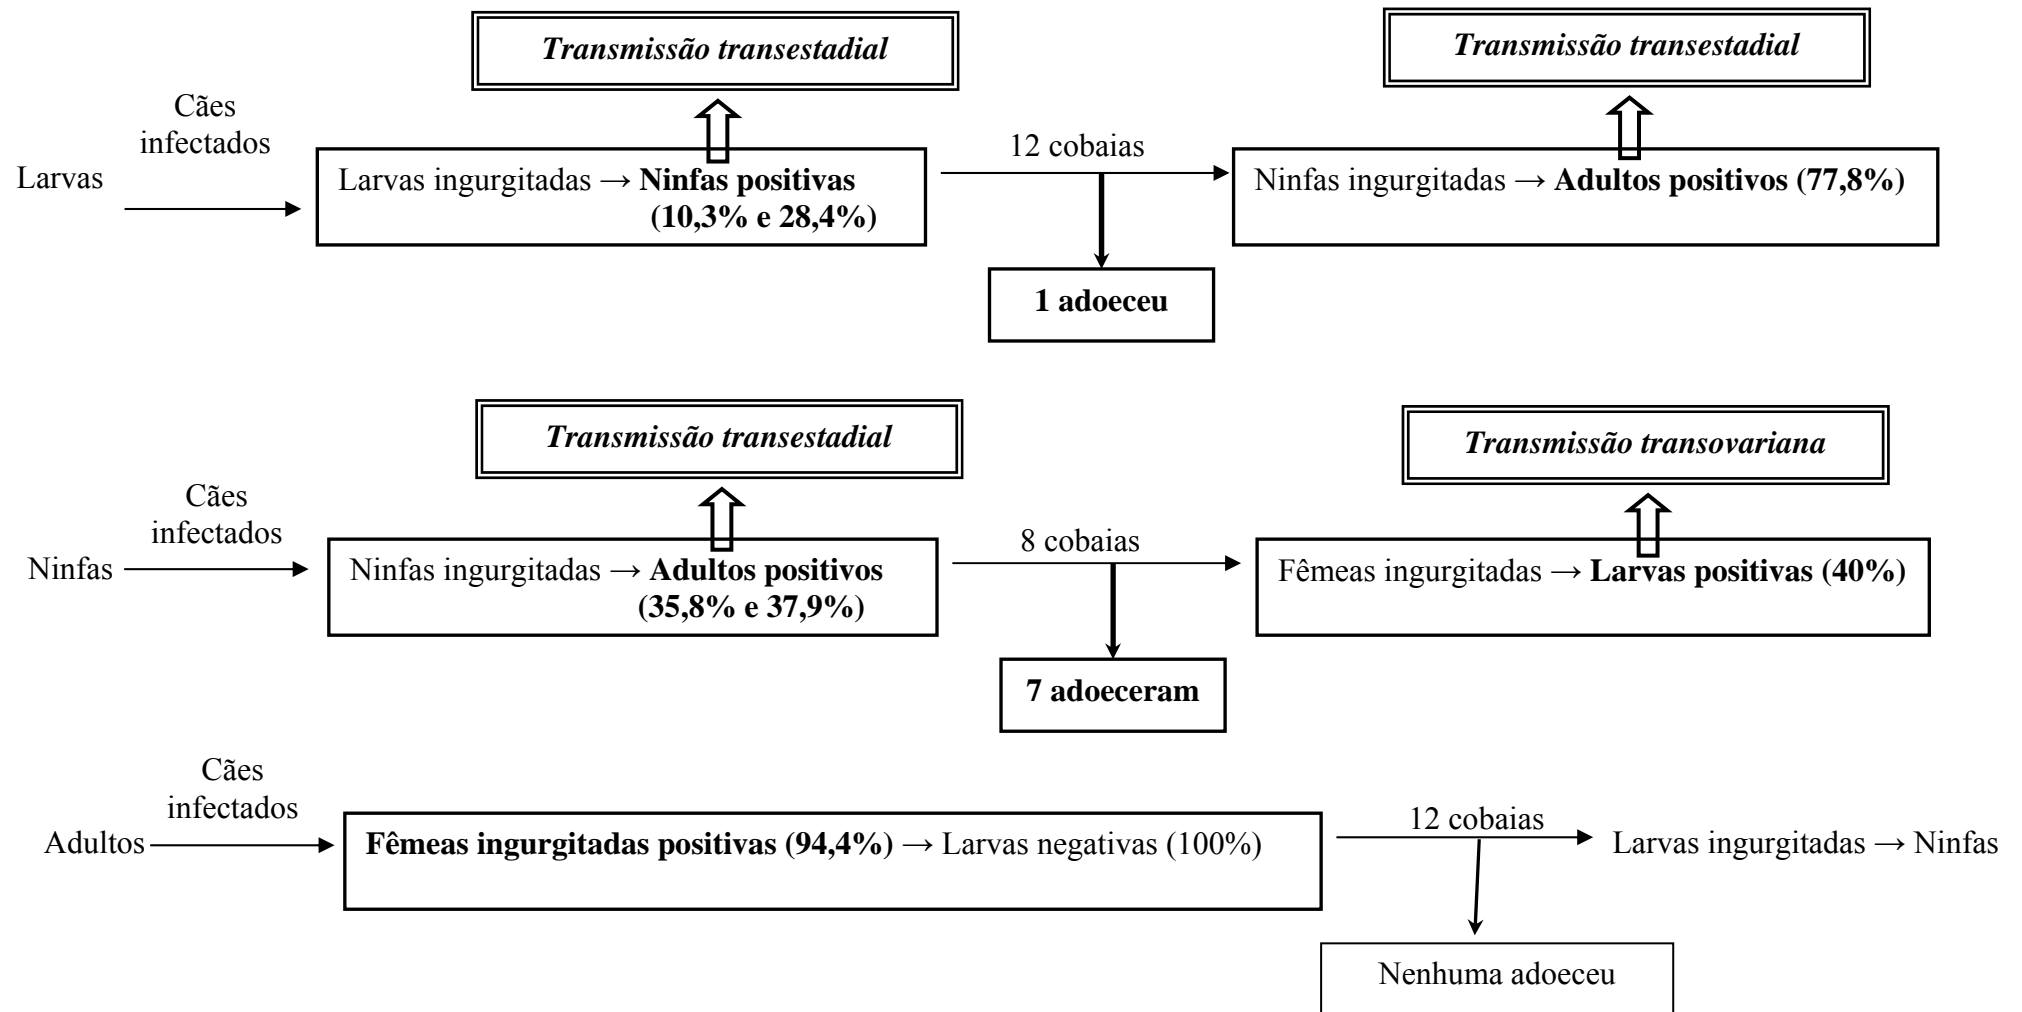 Transmissão transestadial
Transmissão transestadial
Cães
infectados
12 cobaias
Larvas
Larvas ingurgitadas → Ninfas positivas
(10,3% e 28,4%)
Ninfas ingurgitadas → Adultos positivos (77,8%)
1 adoeceu
Transmissão transestadial
Transmissão transovariana
Cães
infectados
8 cobaias
Ninfas
Ninfas ingurgitadas → Adultos positivos
(35,8% e 37,9%)
Fêmeas ingurgitadas → Larvas positivas (40%)
7 adoeceram
Cães
infectados
12 cobaias
Adultos
Fêmeas ingurgitadas positivas (94,4%) → Larvas negativas (100%)
Larvas ingurgitadas → Ninfas
Nenhuma adoeceu